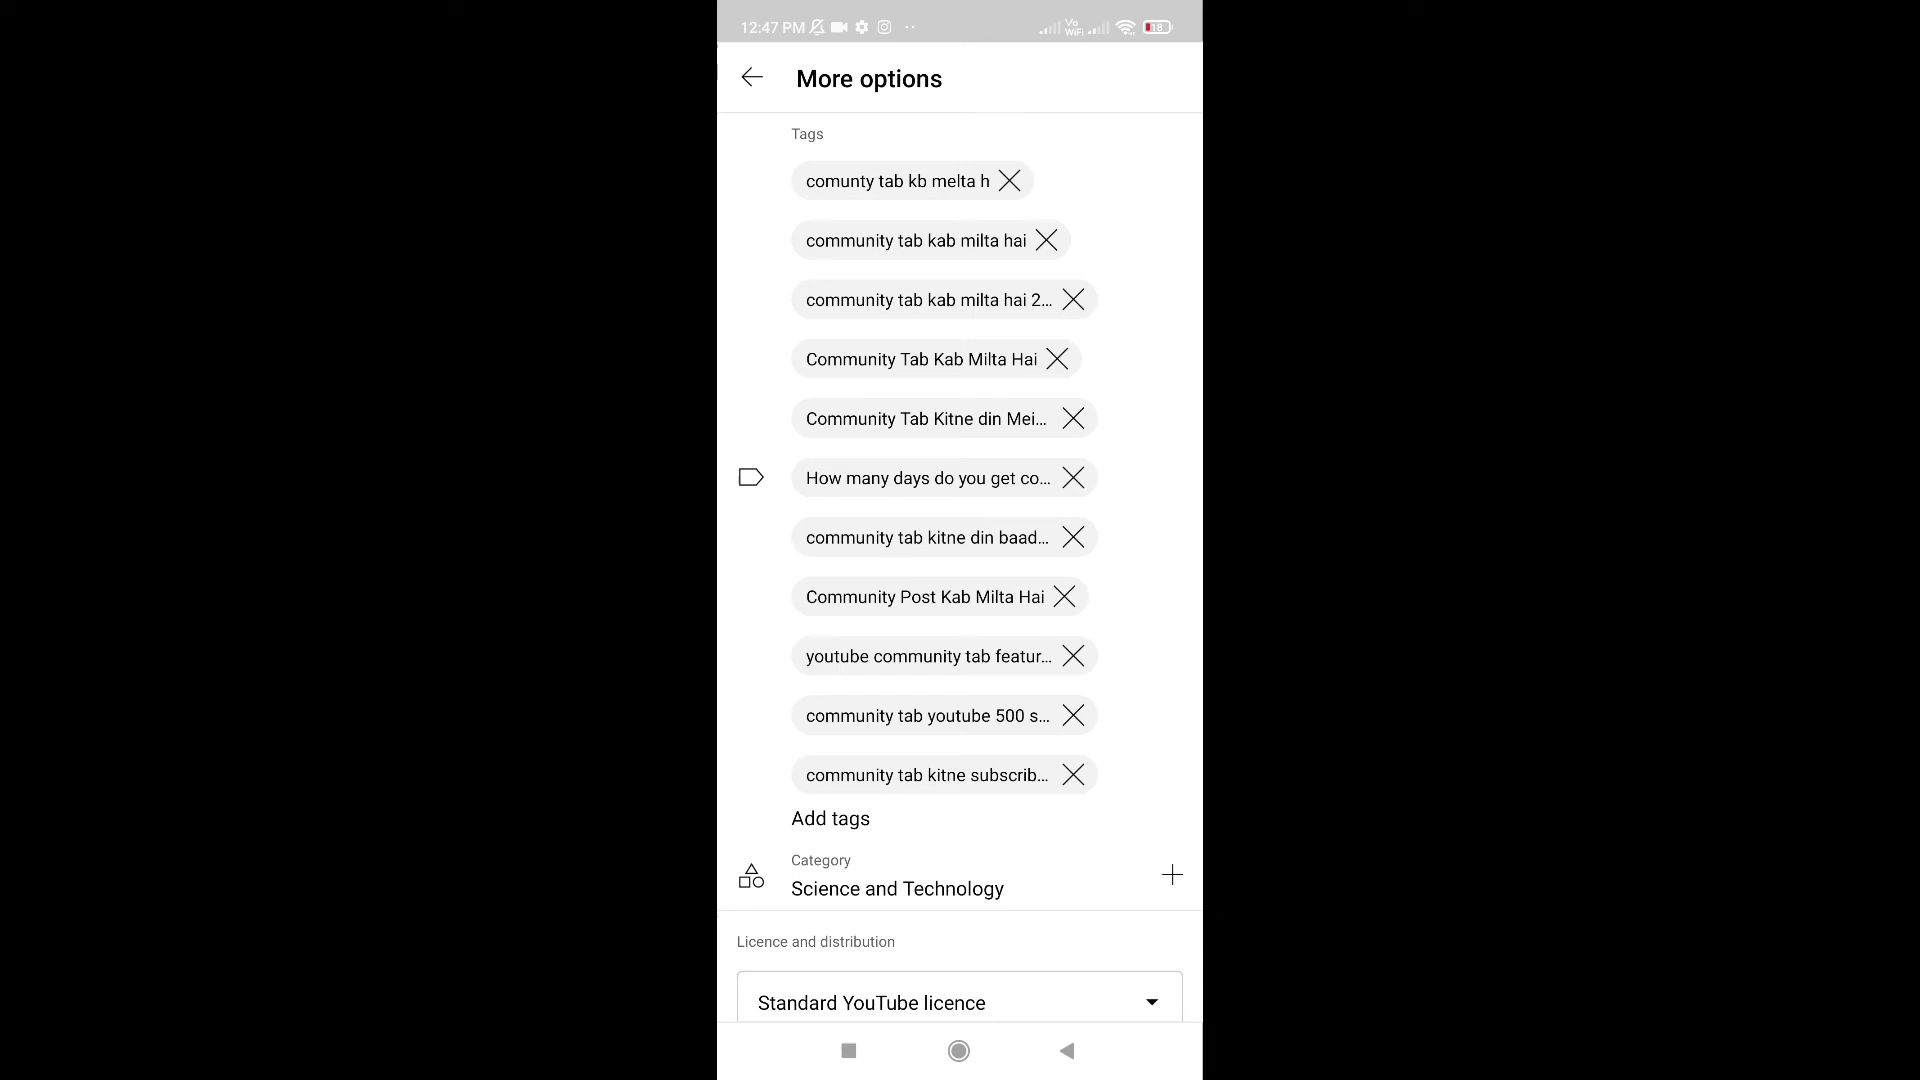 12:47 PM
Vo
WiFi
18
More options
Tags
comunty tab kb melta h
community tab kab milta hai
community tab kab milta hai 2...
Community Tab Kab Milta Hai
Community Tab Kitne din Mei...
How many days do you get co...
community tab kitne din baad...
Community Post Kab Milta Hai
youtube community tab featur...
community tab youtube 500 s...
community tab kitne subscrib...
Add tags
Category
Science and Technology
Licence and distribution
Standard YouTube licence